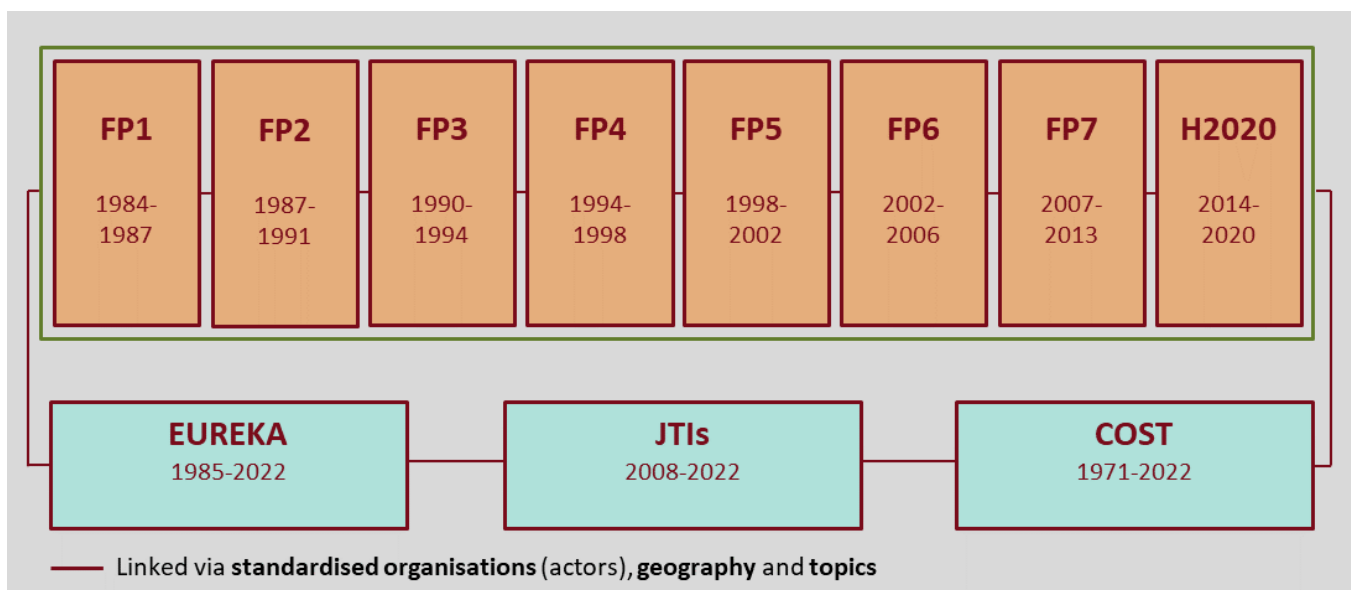 FP1
1984-
1987
FP2
1987-
1991
FP3
1990-
1994
FP4
1994-
1998
FP5
1998-
2002
FP6
2002-
2006
FP7
2007-
2013
H2020
2014-
2020
EUREKA
1985-2022
JTIs
2008-2022
COST
1971-2022
Linked via standardised organisations (actors), geography and topics